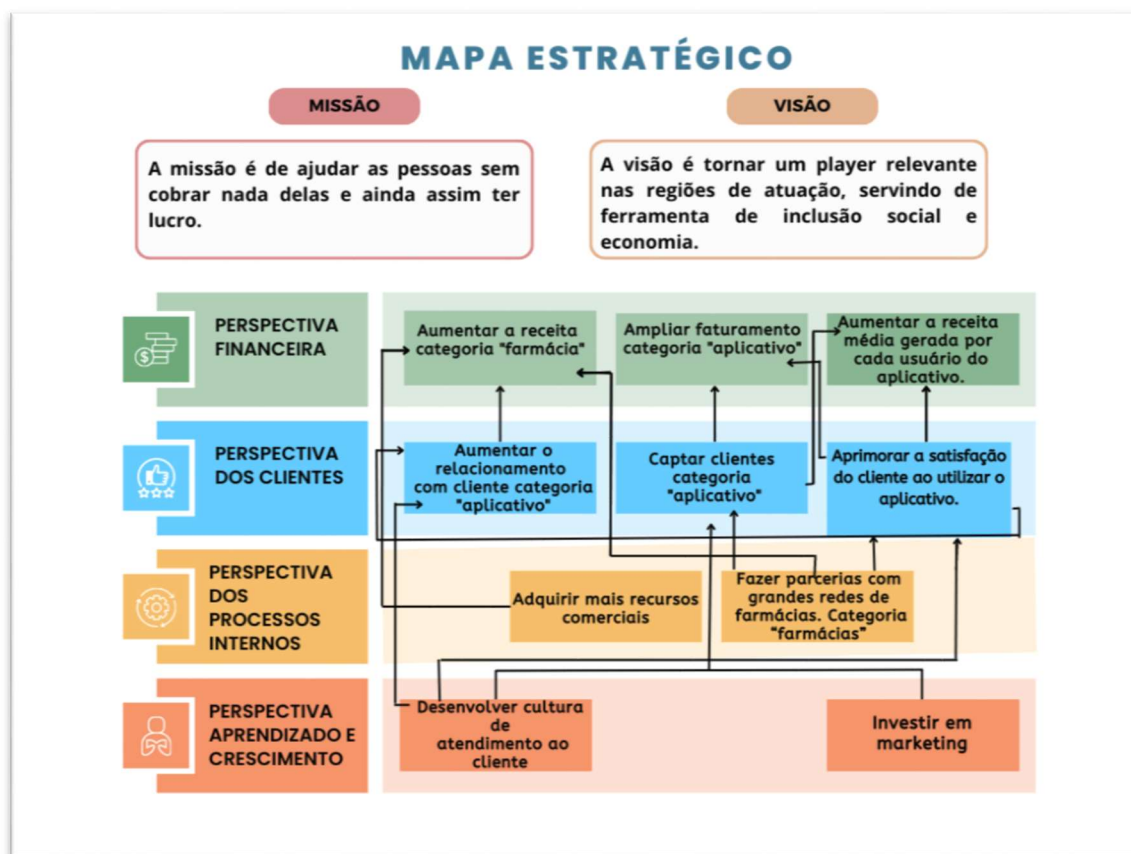 MAPA ESTRATÉGICO
MISSÃO
A missão é de ajudar as pessoas sem
cobrar nada delas e ainda assim ter
lucro.
VISÃO
A visão é tornar um player relevante
nas regiões de atuação, servindo de
ferramenta de inclusão social e
economia.
PERSPECTIVA
FINANCEIRA
Aumentar a receita
categoria "farmácia"
Ampliar faturamento
categoria "aplicativo"
Aumentar a receita
média gerada por
cada usuário do
aplicativo.
PERSPECTIVA
DOS CLIENTES
Aumentar o
relacionamento
com cliente categoria
"aplicativo"
Captar clientes
categoria
"aplicativo"
Aprimorar a satisfação
do cliente ao utilizar o
aplicativo.
PERSPECTIVA
DOS
PROCESSOS
INTERNOS
Adquirir mais recursos
comerciais
Fazer parcerias com
grandes redes de
farmácias. Categoria
"farmácias"
PERSPECTIVA
APRENDIZADO E
CRESCIMENTO
Desenvolver cultura
de
atendimento ao
cliente
Investir em
marketing